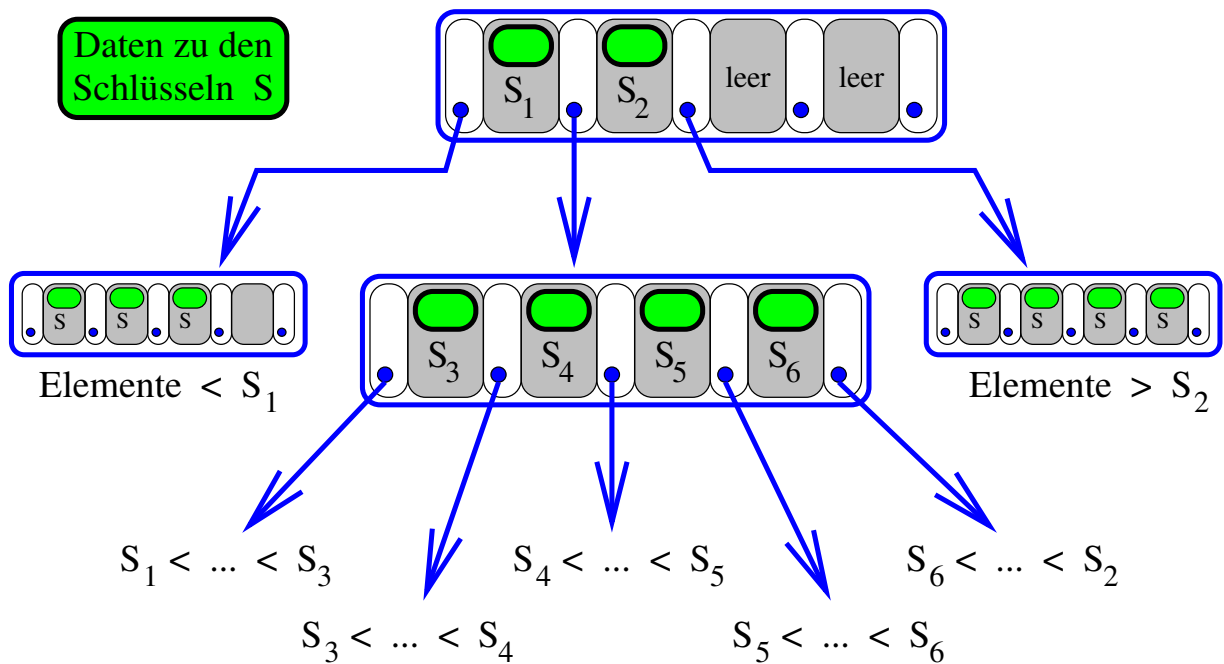 Daten zu den
Schlüsseln S
S1 S2 leer leer
S S S
S3 S4 S5 S6
S S S S
Elemente < S1
Elemente > S2
S1 < ... < S3
S4 < ... < S5
S6 < ... < S2
S3 < ... < S4
S5 < ... < S6